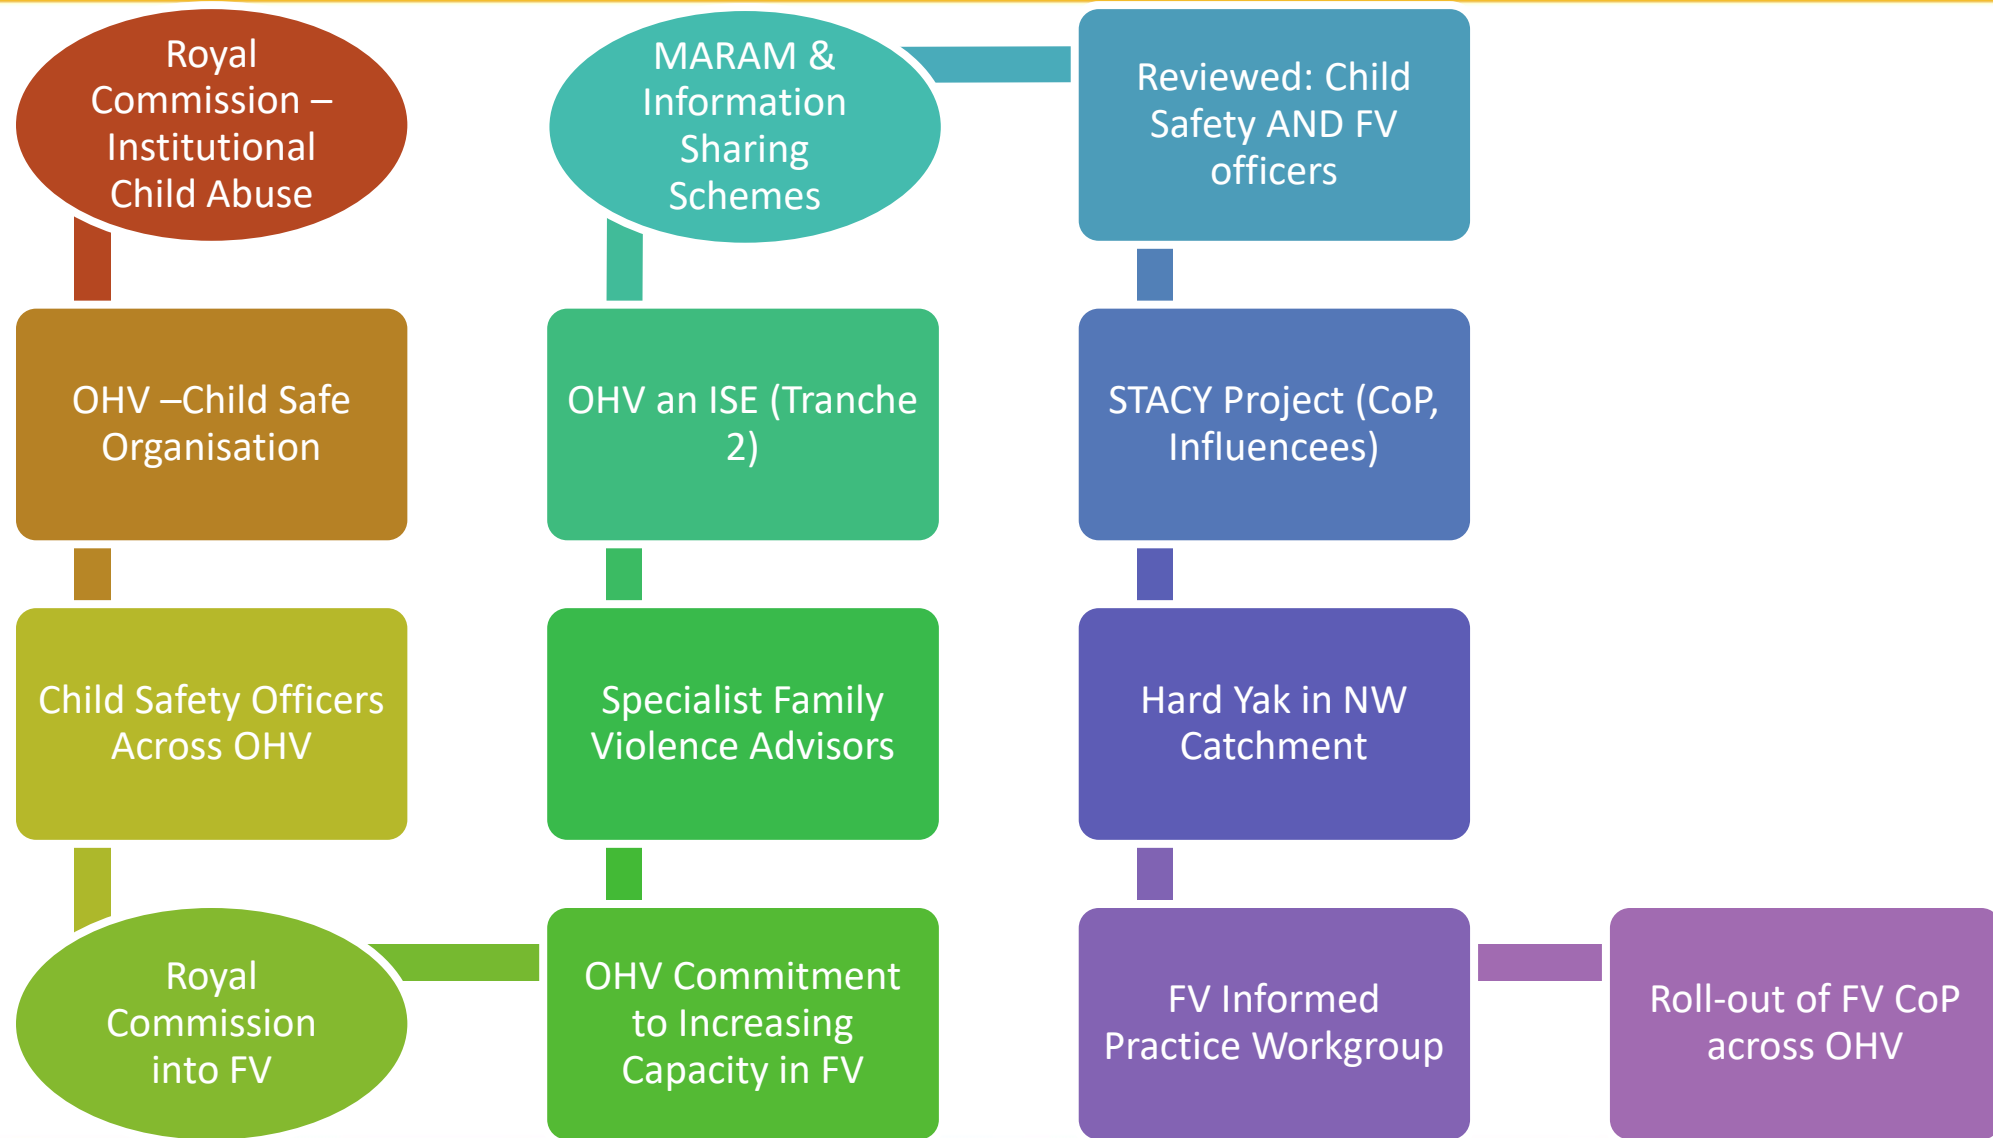 Royal
Commission –
Institutional
Child Abuse
OHV –Child Safe
Organisation
Child Safety Officers
Across OHV
Royal
Commission
into FV
OHV Commitment
to Increasing
Capacity in FV
Specialist Family
Violence Advisors
OHV an ISE (Tranche
2)
MARAM &
Information
Sharing
Schemes
Reviewed: Child
Safety AND FV
officers
STACY Project (CoP,
Influencees)
Hard Yak in NW
Catchment
FV Informed
Practice Workgroup
Roll-out of FV CoP
across OHV